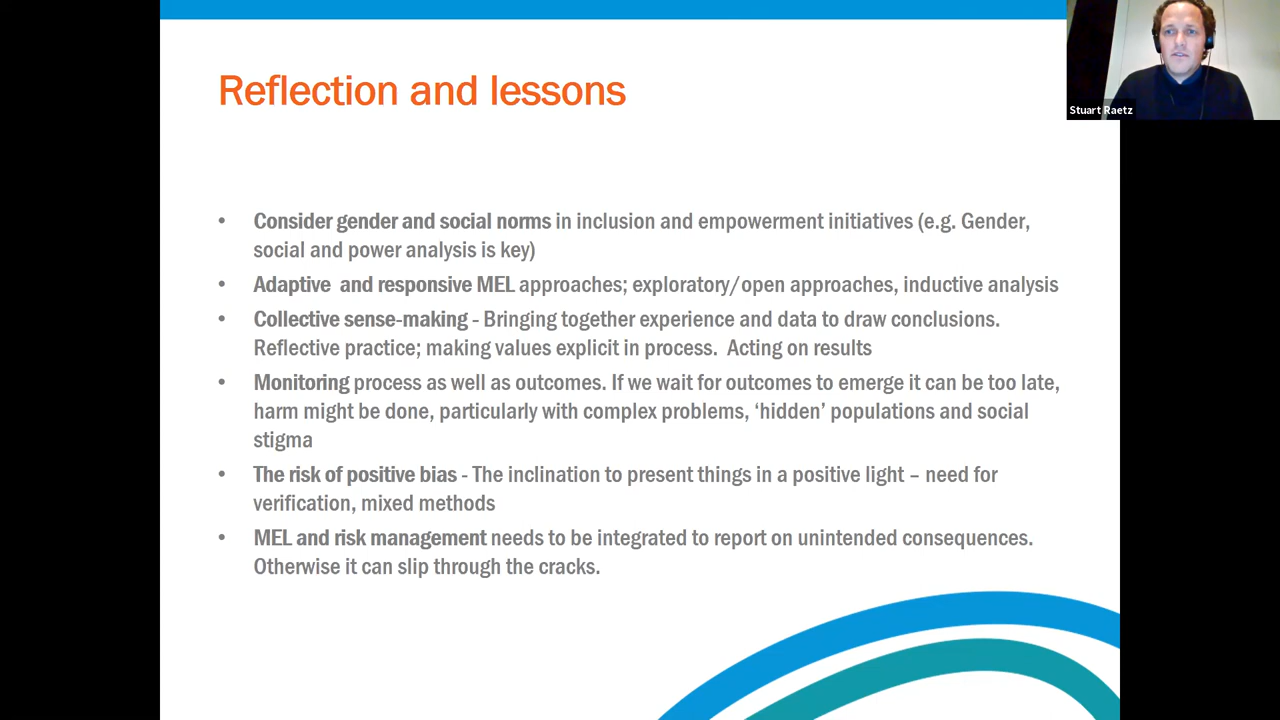 Reflection and lessons
Stuart Raetz
• Consider gender and social norms in inclusion and empowerment initiatives (e.g. Gender,
social and power analysis is key)
• Adaptive  and responsive MEL approaches; exploratory/open approaches, inductive analysis
• Collective sense-making - Bringing together experience and data to draw conclusions.
Reflective practice; making values explicit in process.  Acting on results
• Monitoring process as well as outcomes. If we wait for outcomes to emerge it can be too late,
harm might be done, particularly with complex problems, ‘hidden’ populations and social
stigma
• The risk of positive bias - The inclination to present things in a positive light – need for
verification, mixed methods
• MEL and risk management needs to be integrated to report on unintended consequences.
Otherwise it can slip through the cracks.